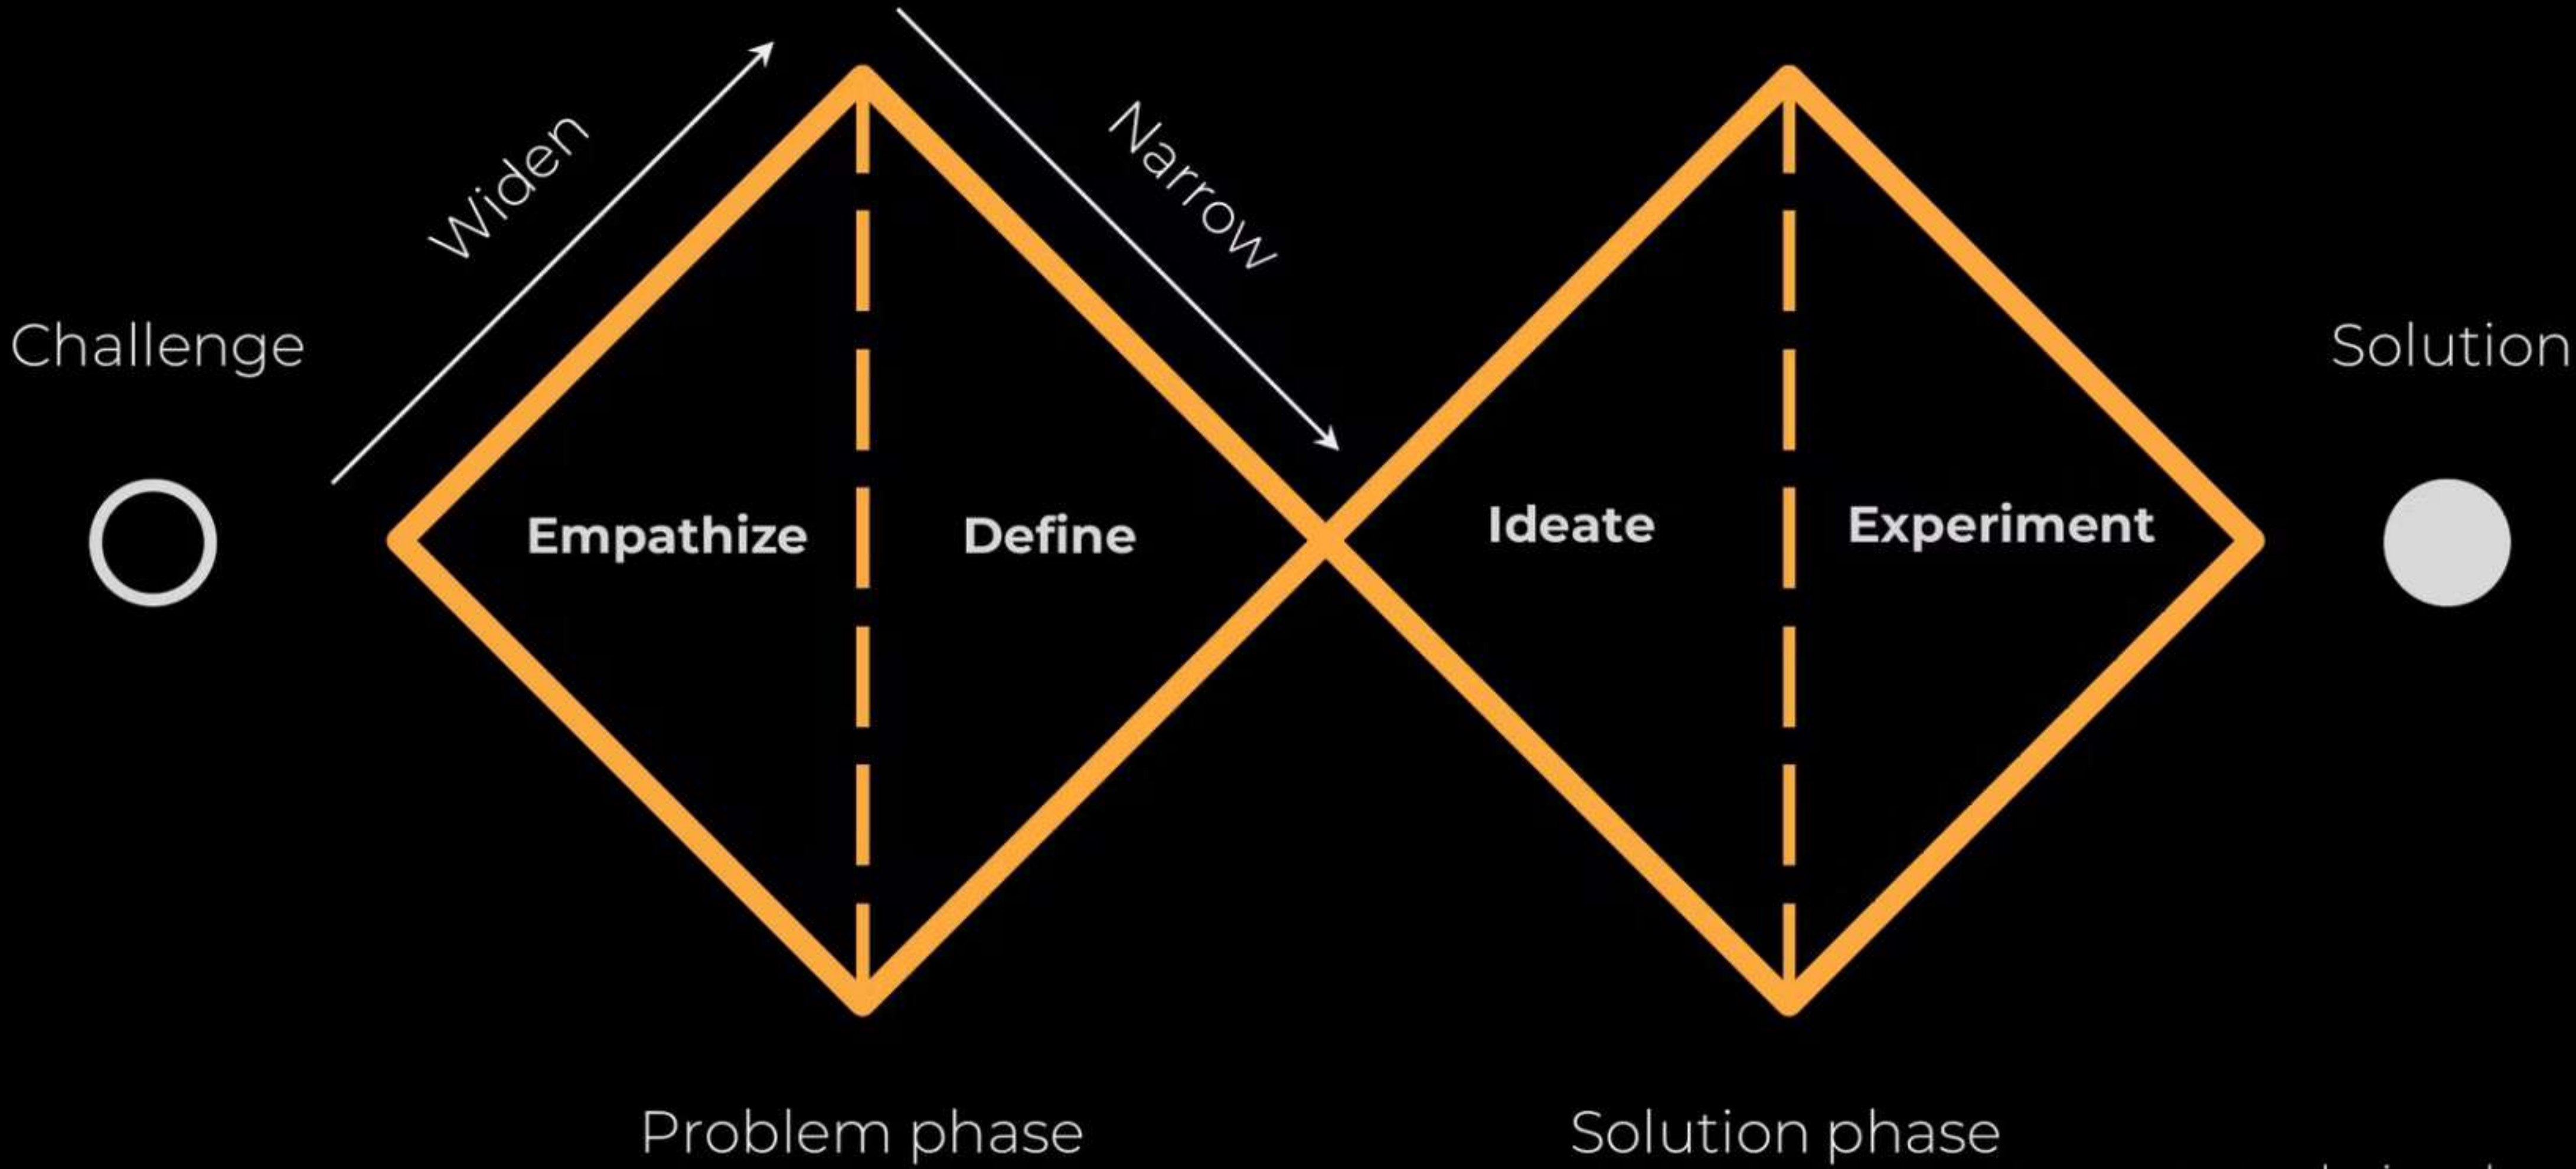 Widen
Narrow
Challenge
Solution
Empathize
Define
Ideate
Experiment
Problem phase
Solution phase